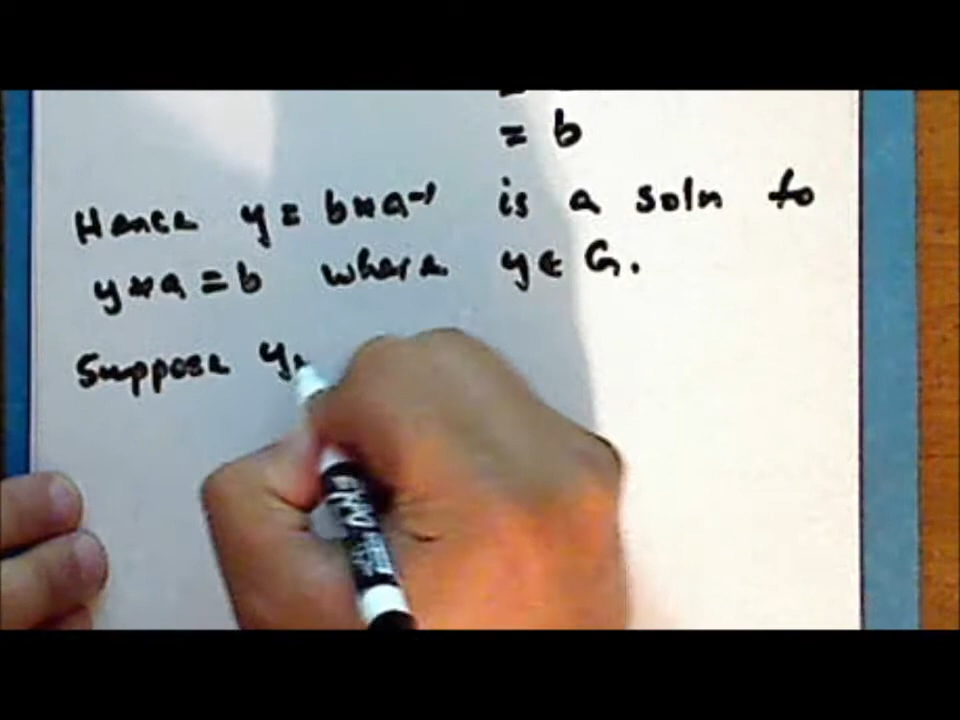 = b
Hence y = b*a-1 is a soln to
y*a = b where y ∈ G.
Suppose y